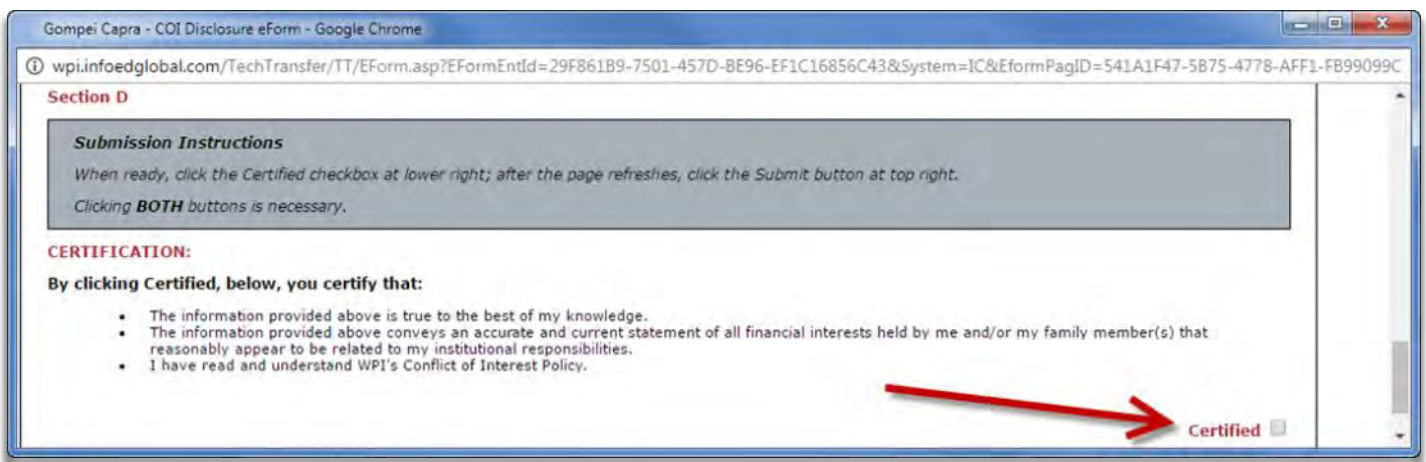 Gompei Capra - COI Disclosure eForm - Google Chrome
wpi.infoedglobal.com/TechTransfer/TT/EForm.asp?EFormEntId=29F861B9-7501-457D-BE96-EF1C16856C43&System=IC&EformPagID=541A1F47-5B75-4778-AFF1-FB99099C
Section D
Submission Instructions
When ready, click the Certified checkbox at lower right; after the page refreshes, click the Submit button at top right.
Clicking BOTH buttons is necessary.
CERTIFICATION:
By clicking Certified, below, you certify that:
• The information provided above is true to the best of my knowledge.
• The information provided above conveys an accurate and current statement of all financial interests held by me and/or my family member(s) that
reasonably appear to be related to my institutional responsibilities.
• I have read and understand WPI's Conflict of Interest Policy.
Certified